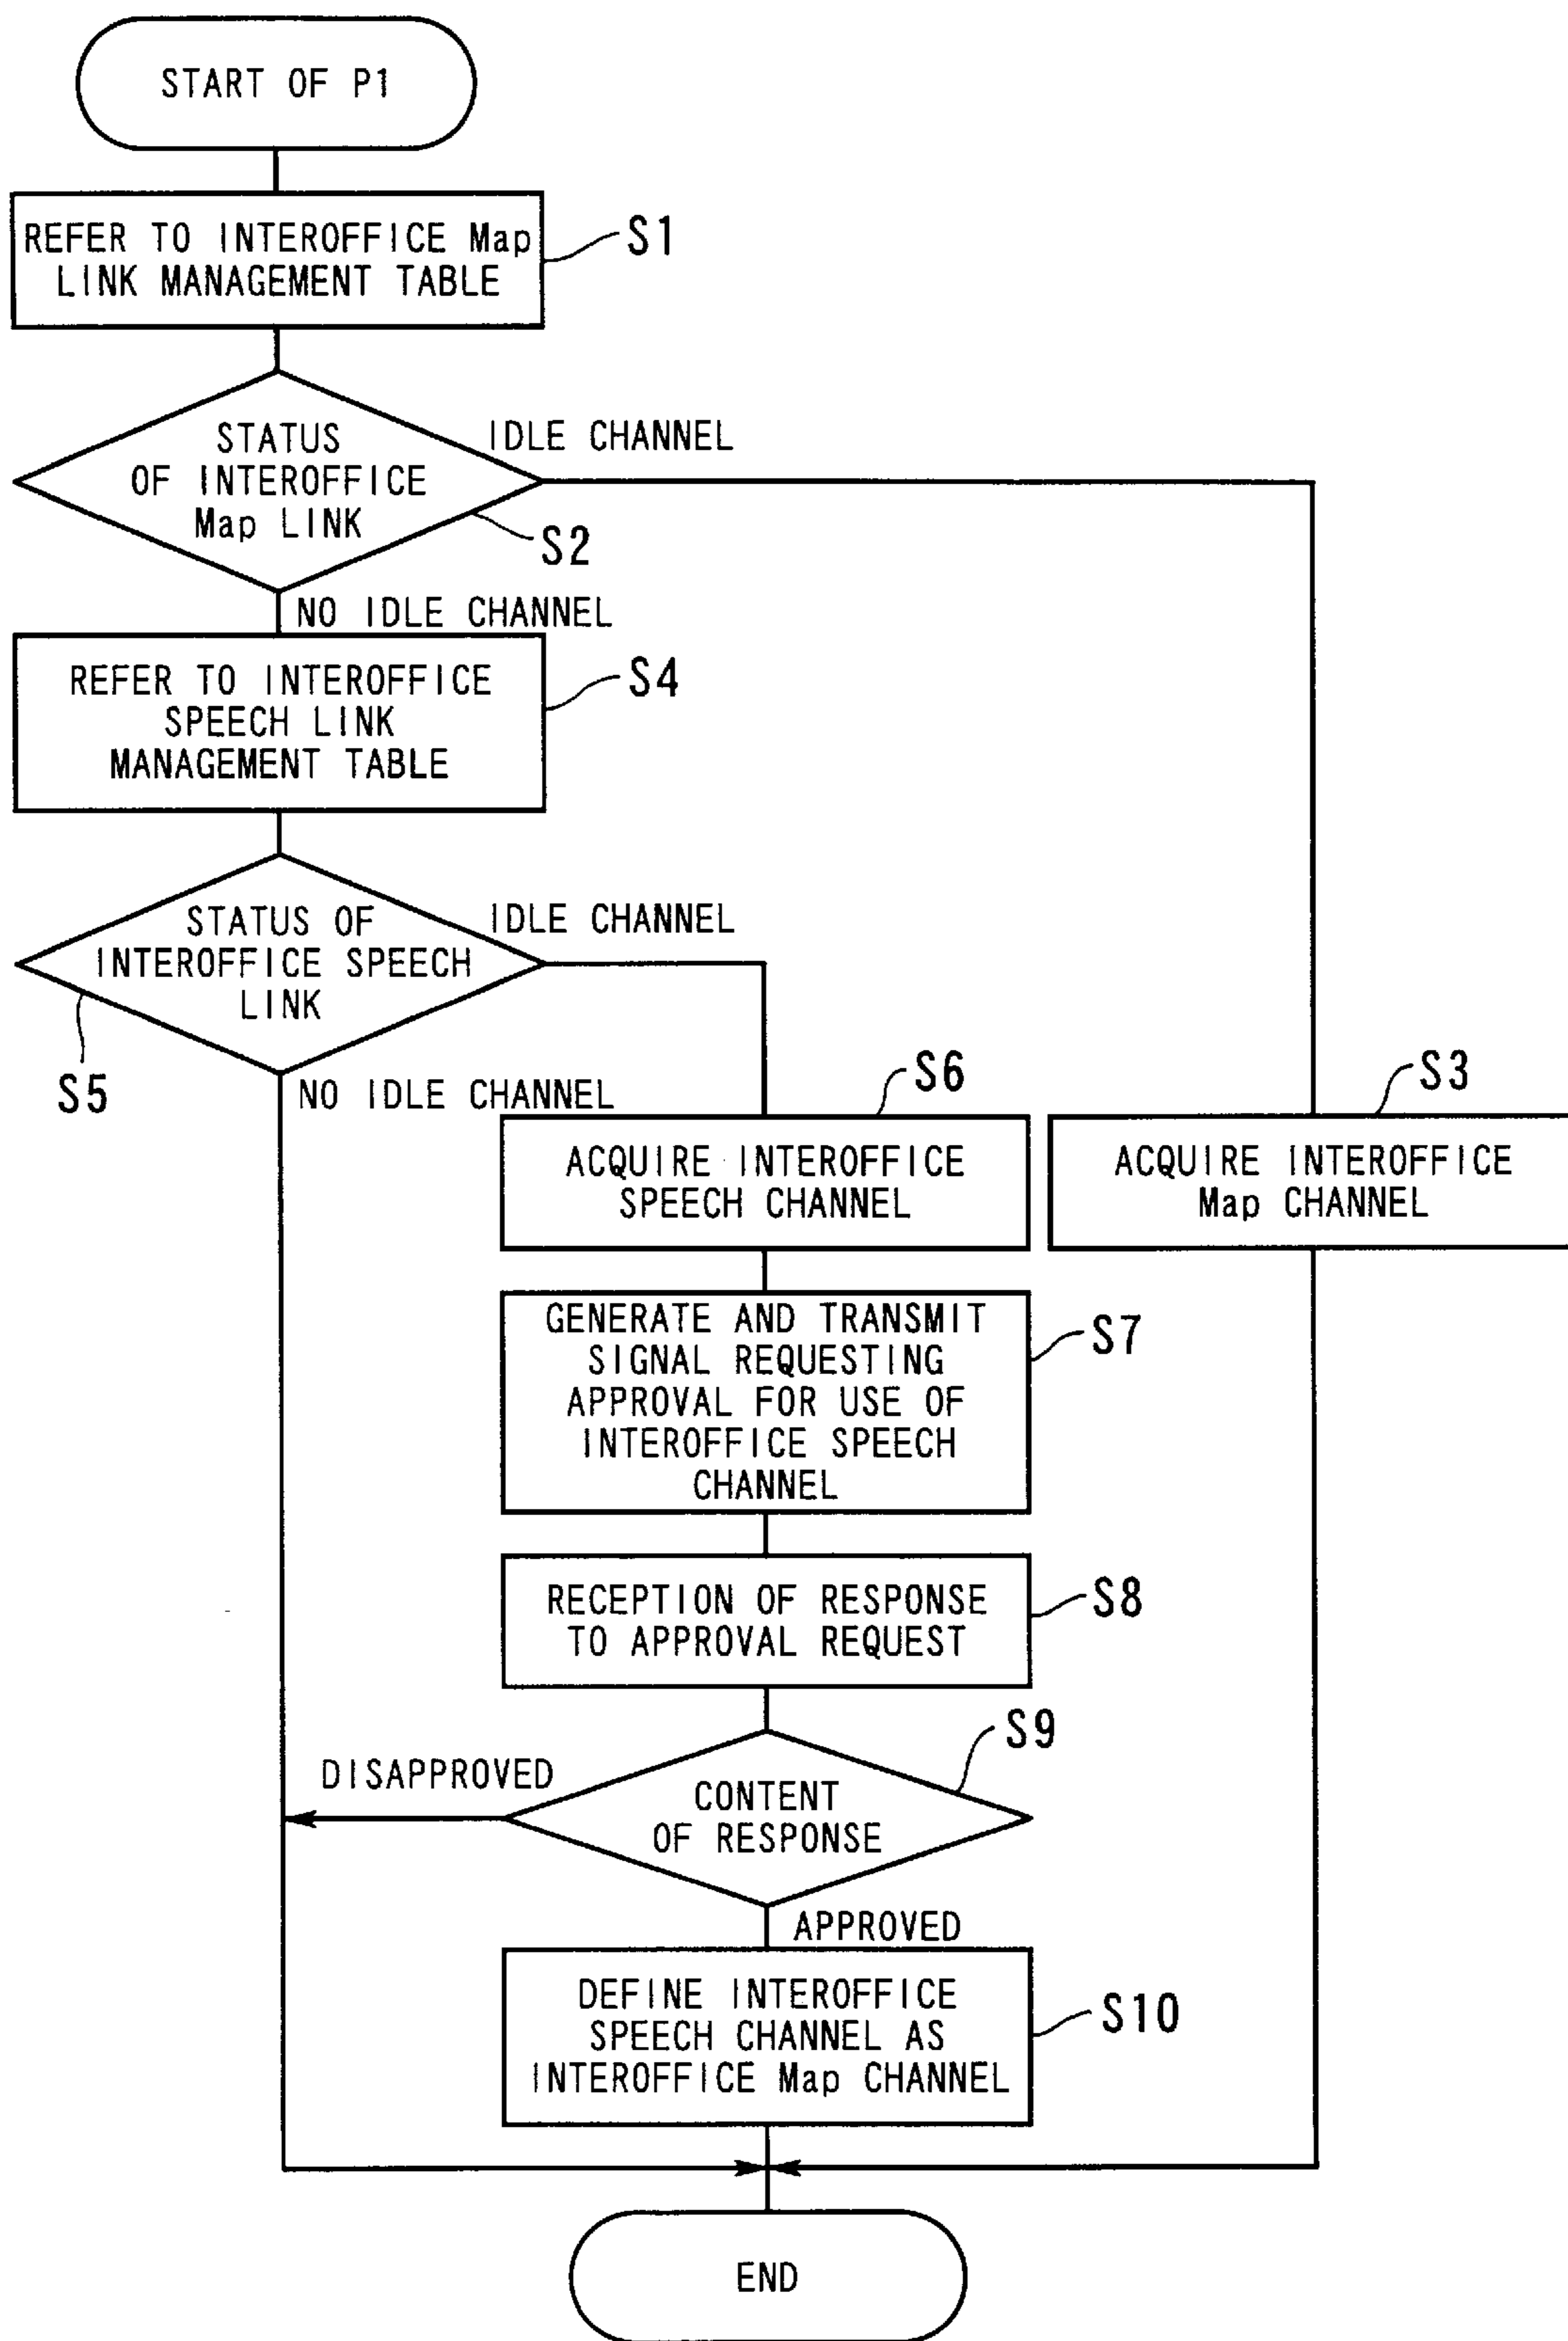 START OF P1
REFER TO INTEROFFICE Map
LINK MANAGEMENT TABLE
S1
STATUS
OF INTEROFFICE
Map LINK
IDLE CHANNEL
S2
NO IDLE CHANNEL
REFER TO INTEROFFICE
SPEECH LINK
MANAGEMENT TABLE
S4
STATUS OF
INTEROFFICE SPEECH
LINK
IDLE CHANNEL
S5
NO IDLE CHANNEL
S6
ACQUIRE INTEROFFICE
SPEECH CHANNEL
S3
ACQUIRE INTEROFFICE
Map CHANNEL
GENERATE AND TRANSMIT
SIGNAL REQUESTING
APPROVAL FOR USE OF
INTEROFFICE SPEECH
CHANNEL
S7
RECEPTION OF RESPONSE
TO APPROVAL REQUEST
S8
S9
DISAPPROVED
CONTENT
OF RESPONSE
APPROVED
DEFINE INTEROFFICE
SPEECH CHANNEL AS
INTEROFFICE Map CHANNEL
S10
END